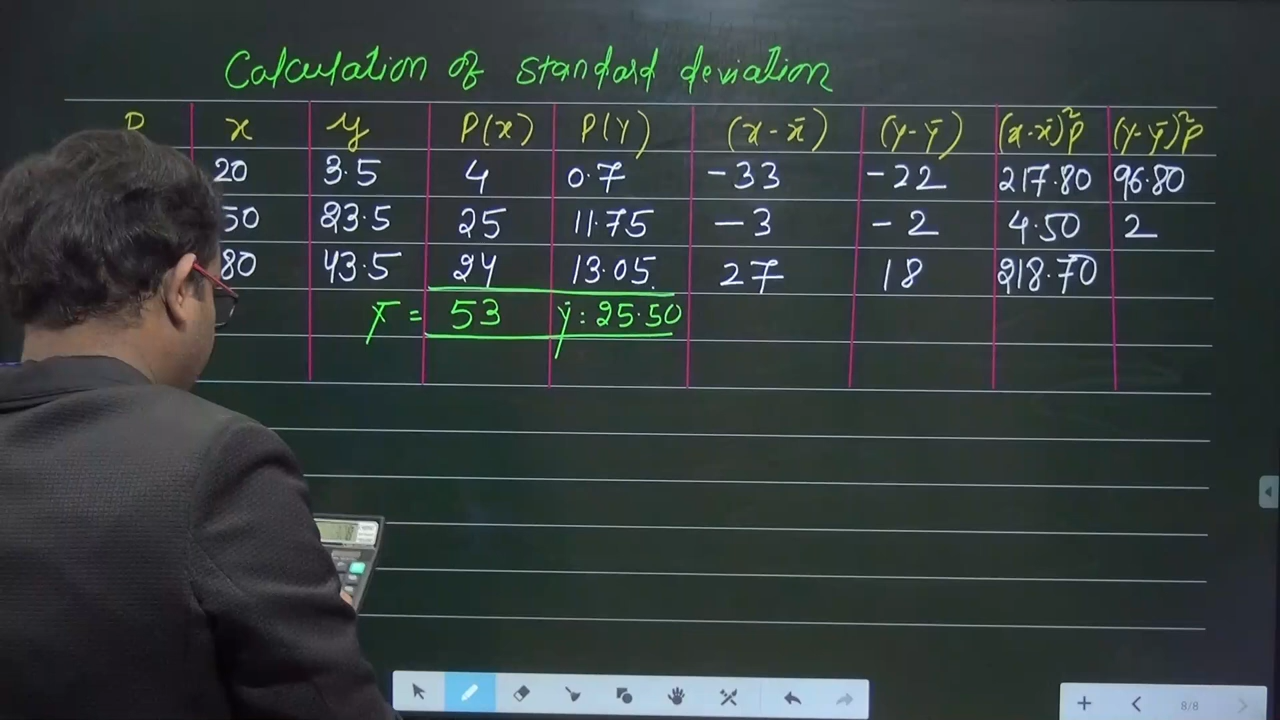 Calculation of standard deviation
P x y P(x) P(Y) (x-x̄) (y-ȳ) (x-x̄)²P (y-ȳ)²P
20 3.5 4 0.7 -33 -22 217.80 96.80
50 23.5 25 11.75 -3 -2 4.50 2
80 43.5 24 13.05 27 18 218.70
x̄ = 53 ȳ: 25.50
8/8